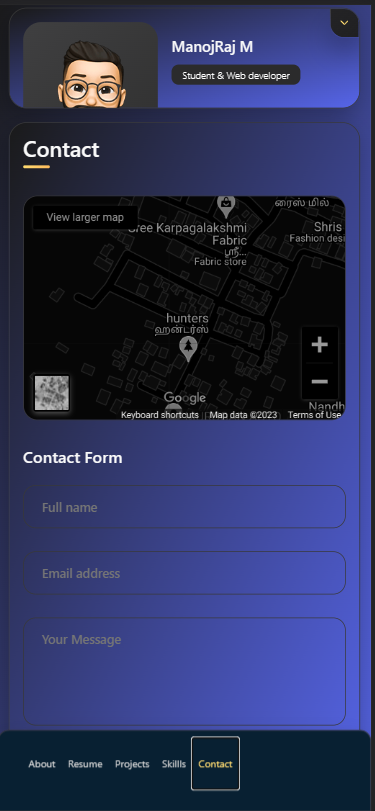 ManojRaj M
Student & Web developer
Contact
View larger map
ரைஸ் மில்
Sree Karpagalakshmi
Fabric
ஸ்ரீ...
Fabric store
Shris
Fashion desi
hunters
ஹன்டர்ஸ்
Google
Nandh
Keyboard shortcuts
Map data ©2023
Terms of Use
Contact Form
Full name
Email address
Your Message
About
Resume
Projects
Skills
Contact